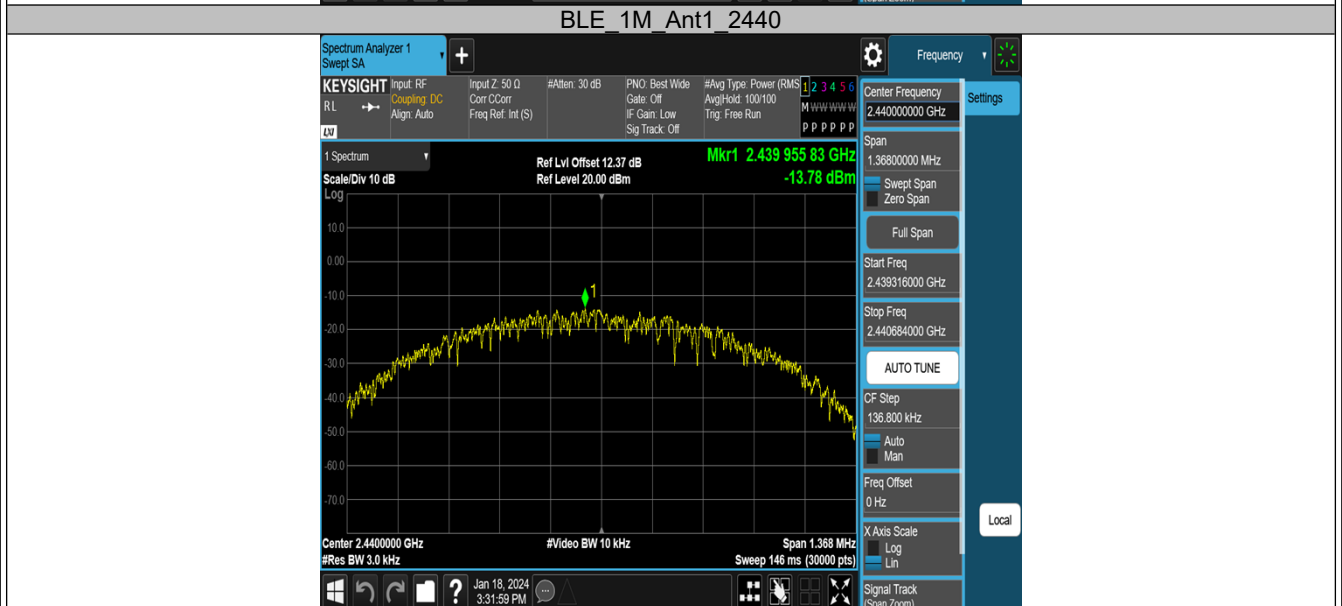 BLE_1M_Ant1_2440
Spectrum Analyzer 1
Swept SA
+
Frequency
KEYSIGHT
RL
LXI
Input: RF
Coupling: DC
Align: Auto
Input Z: 50 Ω
Corr CCorr
Freq Ref: Int (S)
#Atten: 30 dB
PNO: Best Wide
Gate: Off
IF Gain: Low
Sig Track: Off
#Avg Type: Power (RMS
Avg|Hold: 100/100
Trig: Free Run
1 2 3 4 5 6
M W W W W W
P P P P P P
1 Spectrum
Scale/Div 10 dB
Log
Ref Lvl Offset 12.37 dB
Ref Level 20.00 dBm
Mkr1 2.439 955 83 GHz
-13.78 dBm
10.0
0.00
-10.0
-20.0
-30.0
-40.0
-50.0
-60.0
-70.0
1
Center 2.4400000 GHz
#Res BW 3.0 kHz
#Video BW 10 kHz
Span 1.368 MHz
Sweep 146 ms (30000 pts)
Center Frequency
2.440000000 GHz
Settings
Span
1.36800000 MHz
Swept Span
Zero Span
Full Span
Start Freq
2.439316000 GHz
Stop Freq
2.440684000 GHz
AUTO TUNE
CF Step
136.800 kHz
Auto
Man
Freq Offset
0 Hz
X Axis Scale
Log
Lin
Local
Signal Track
(Span Zoom)
?
Jan 18, 2024
3:31:59 PM